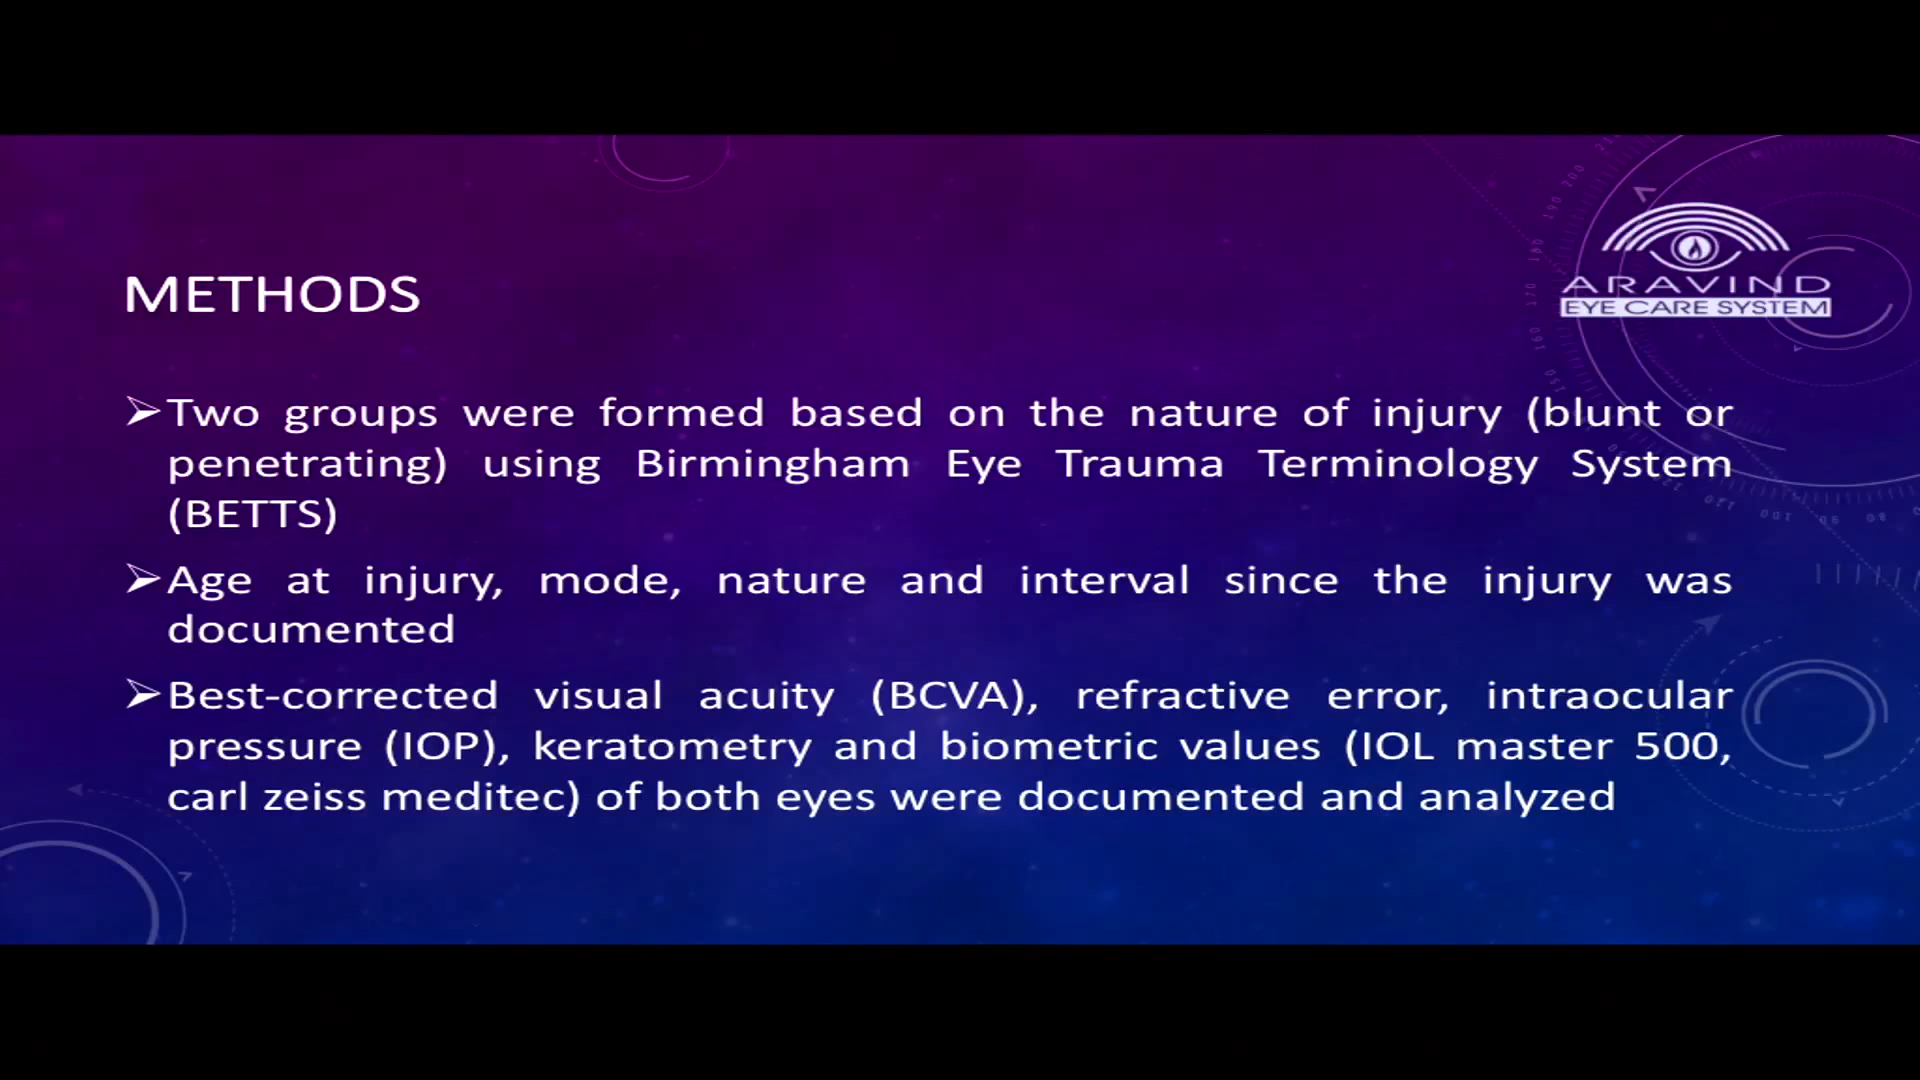 ARAVIND
EYE CARE SYSTEM
METHODS
➢Two groups were formed based on the nature of injury (blunt or
penetrating) using Birmingham Eye Trauma Terminology System
(BETTS)
➢Age at injury, mode, nature and interval since the injury was
documented
➢Best-corrected visual acuity (BCVA), refractive error, intraocular
pressure (IOP), keratometry and biometric values (IOL master 500,
carl zeiss meditec) of both eyes were documented and analyzed